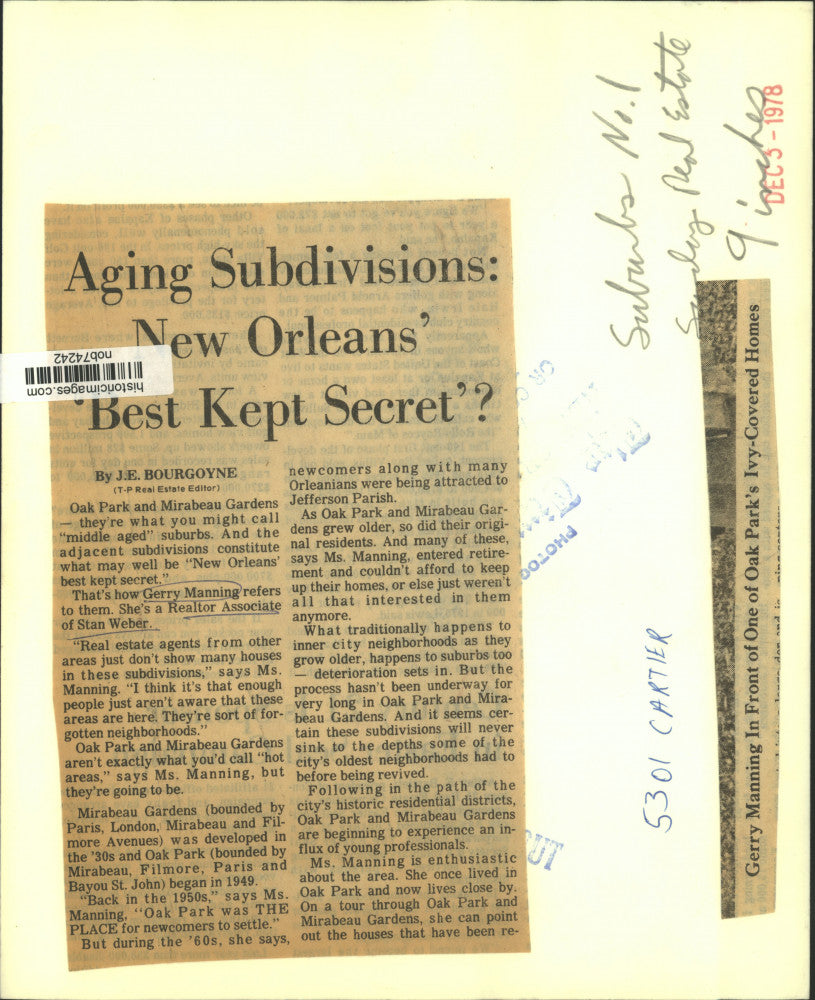 Aging Subdivisions:
New Orleans'
'Best Kept Secret'?
By J.E. BOURGOYNE
(T-P Real Estate Editor)
Oak Park and Mirabeau Gardens
— they're what you might call
"middle aged" suburbs. And the
adjacent subdivisions constitute
what may well be "New Orleans'
best kept secret."
That's how Gerry Manning refers
to them. She's a Realtor Associate
of Stan Weber.
"Real estate agents from other
areas just don't show many houses
in these subdivisions," says Ms.
Manning. "I think it's that enough
people just aren't aware that these
areas are here. They're sort of for-
gotten neighborhoods."
Oak Park and Mirabeau Gardens
aren't exactly what you'd call "hot
areas," says Ms. Manning, but
they're going to be.
Mirabeau Gardens (bounded by
Paris, London, Mirabeau and Fil-
more Avenues) was developed in
the '30s and Oak Park (bounded by
Mirabeau, Filmore, Paris and
Bayou St. John) began in 1949.
"Back in the 1950s," says Ms.
Manning, "Oak Park was THE
PLACE for newcomers to settle."
But during the '60s, she says,
newcomers along with many
Orleanians were being attracted to
Jefferson Parish.
As Oak Park and Mirabeau Gar-
dens grew older, so did their origi-
nal residents. And many of these,
says Ms. Manning, entered retire-
ment and couldn't afford to keep
up their homes, or else just weren't
all that interested in them
anymore.
What traditionally happens to
inner city neighborhoods as they
grow older, happens to suburbs too
— deterioration sets in. But the
process hasn't been underway for
very long in Oak Park and Mira-
beau Gardens. And it seems cer-
tain these subdivisions will never
sink to the depths some of the
city's oldest neighborhoods had to
before being revived.
Following in the path of the
city's historic residential districts,
Oak Park and Mirabeau Gardens
are beginning to experience an in-
flux of young professionals.
Ms. Manning is enthusiastic
about the area. She once lived in
Oak Park and now lives close by.
On a tour through Oak Park and
Mirabeau Gardens, she can point
out the houses that have been re-
historicimages.com
nob74242
Suburbs No. 1
Sunday Real Estate
9 inches
DEC 3 - 1978
5301 CARTIER
PHOTOG
Gerry Manning In Front of One of Oak Park's Ivy-Covered Homes